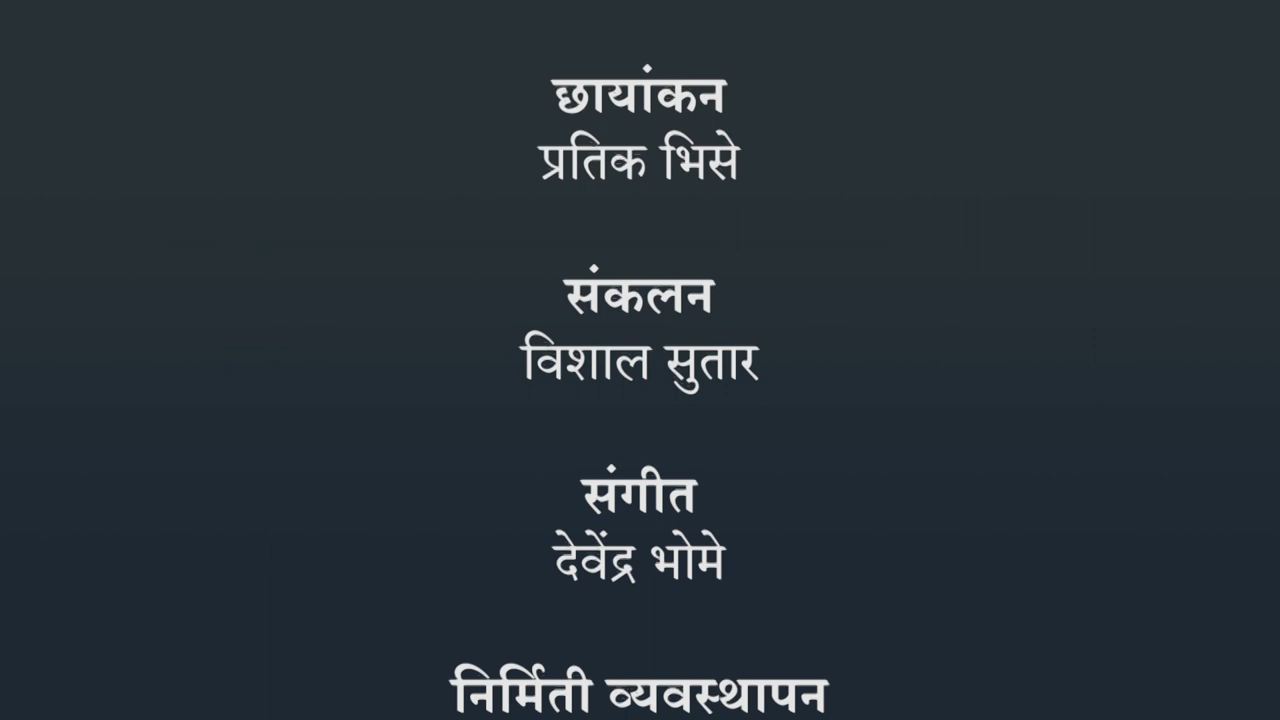 छायांकन
प्रतिक भिसे
संकलन
विशाल सुतार
संगीत
देवेंद्र भोमे
निर्मिती व्यवस्थापन